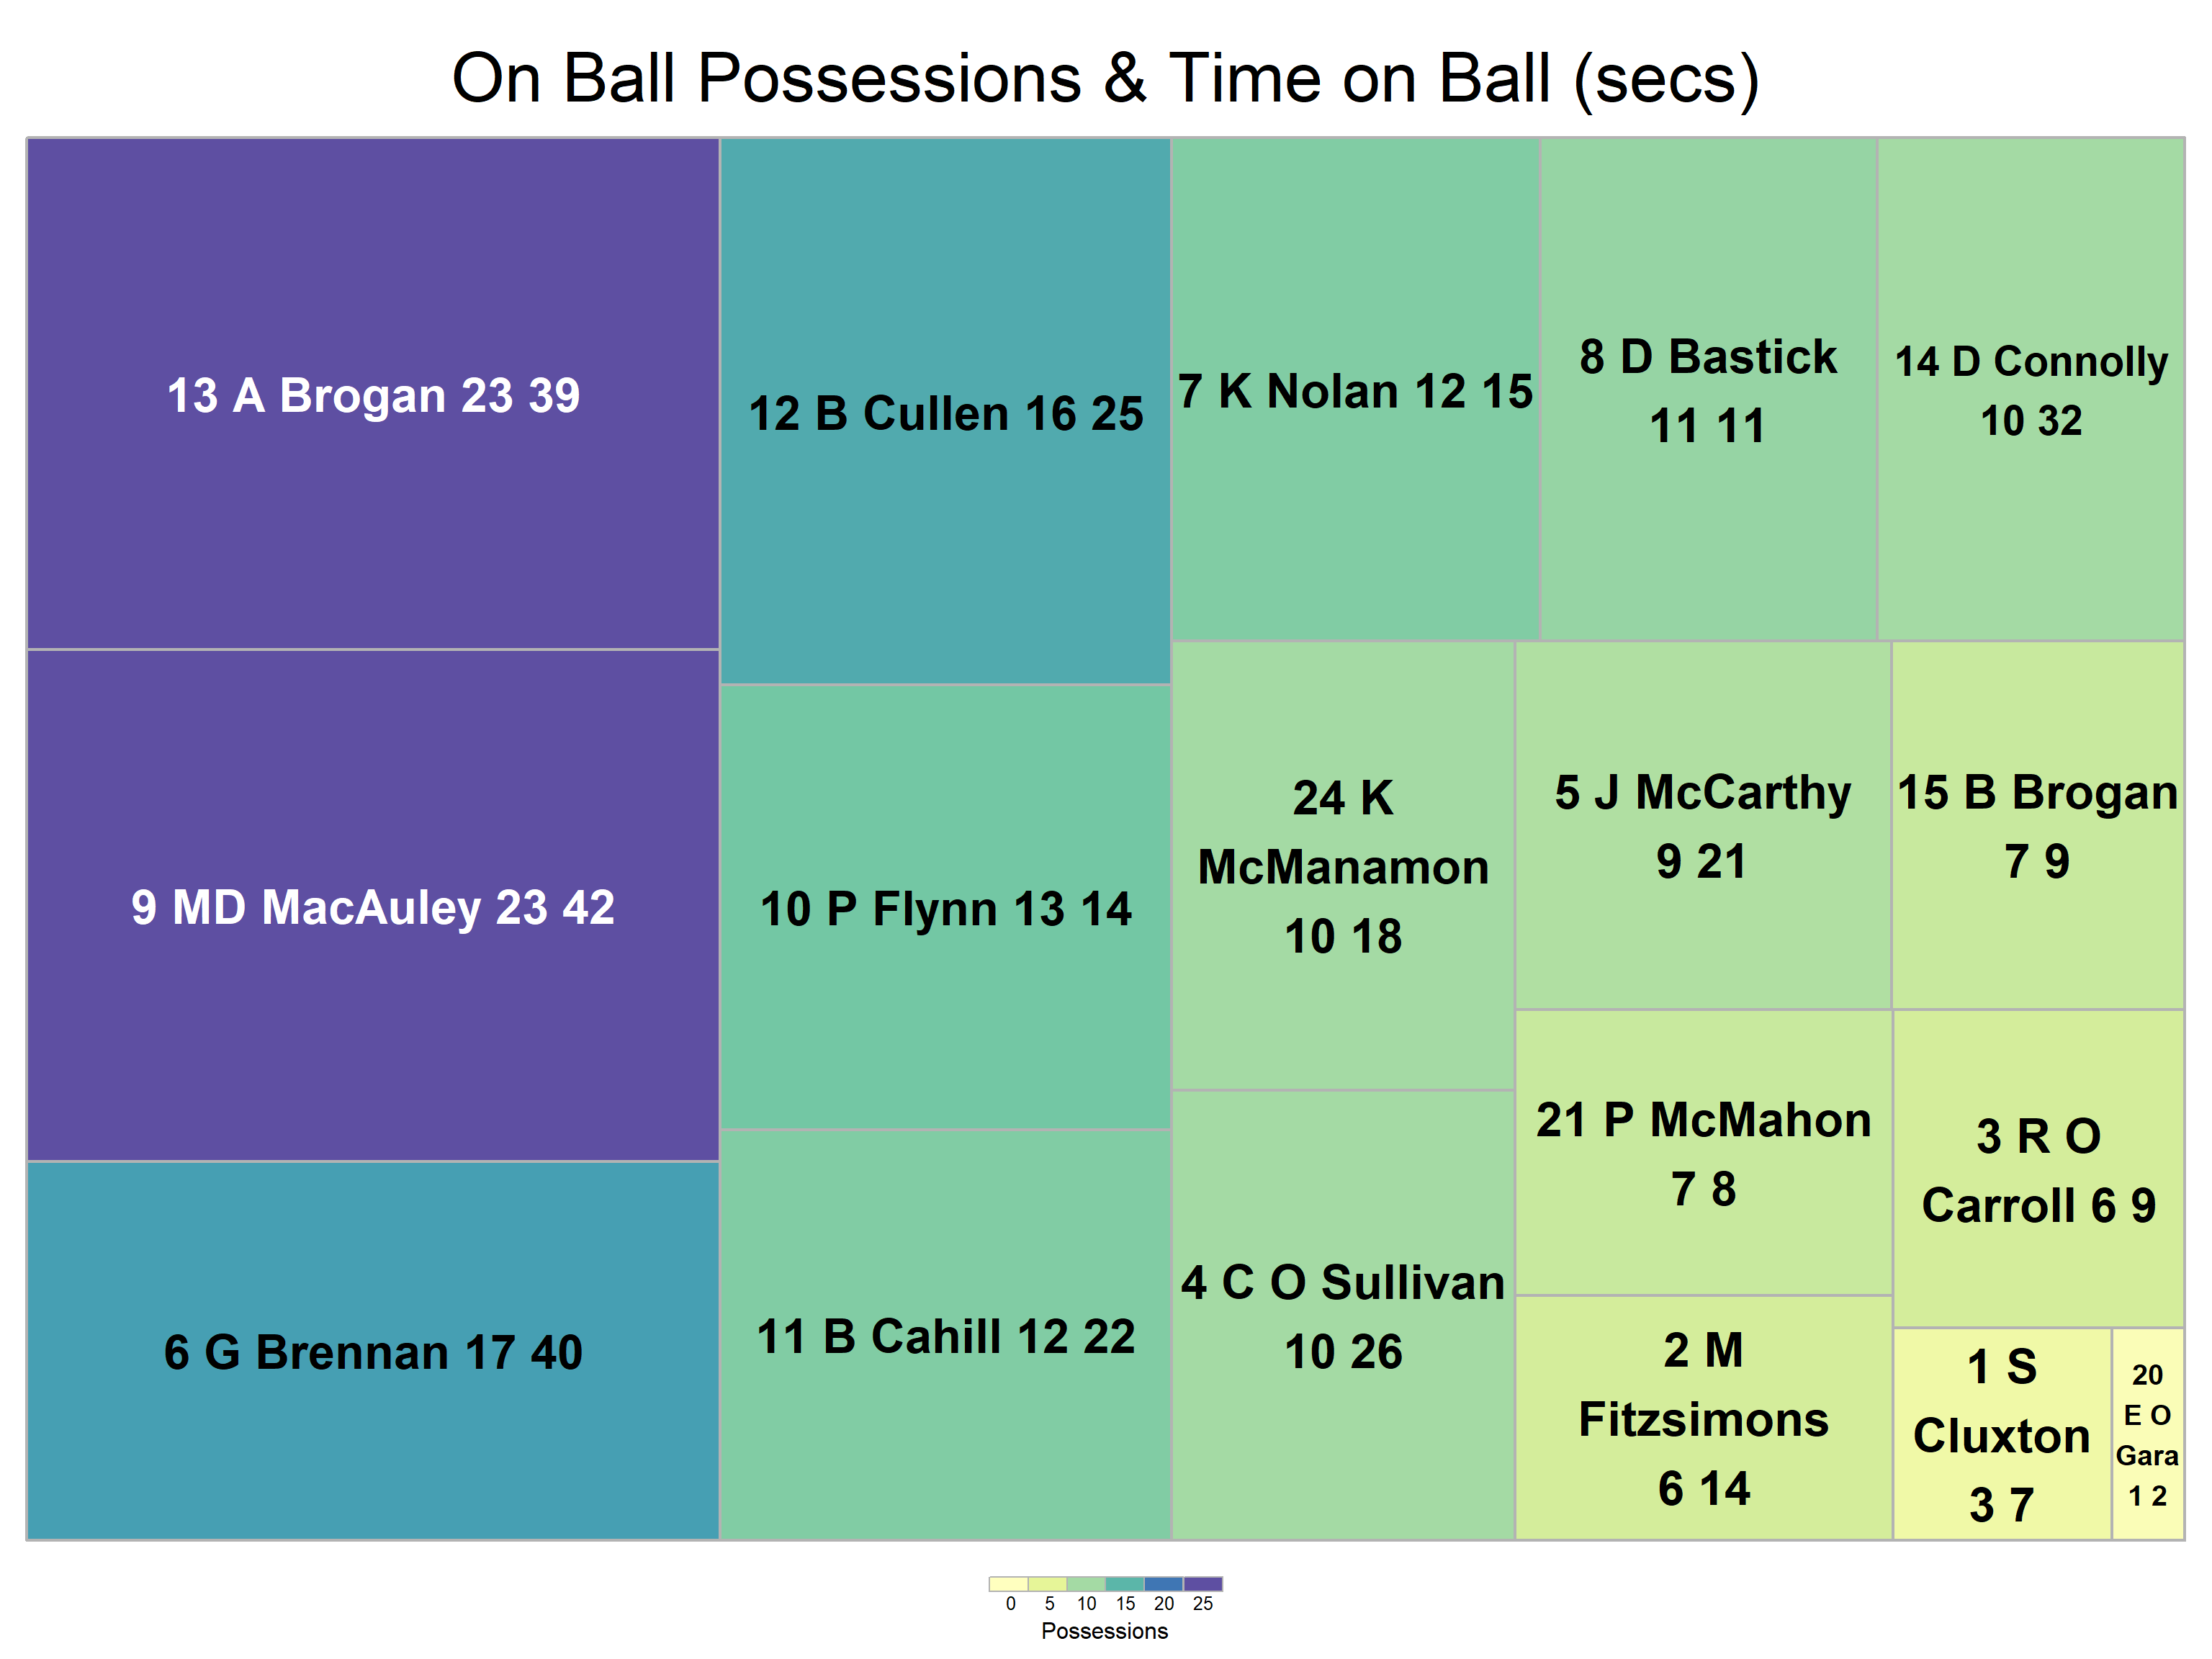 On Ball Possessions & Time on Ball (secs)
13 A Brogan 23 39
9 MD MacAuley 23 42
6 G Brennan 17 40
12 B Cullen 16 25
10 P Flynn 13 14
11 B Cahill 12 22
7 K Nolan 12 15
8 D Bastick
11 11
14 D Connolly
10 32
24 K
McManamon
10 18
4 C O Sullivan
10 26
5 J McCarthy
9 21
15 B Brogan
7 9
21 P McMahon
7 8
2 M
Fitzsimons
6 14
3 R O
Carroll 6 9
1 S
Cluxton
3 7
20
E O
Gara
1 2
0 5 10 15 20 25
Possessions